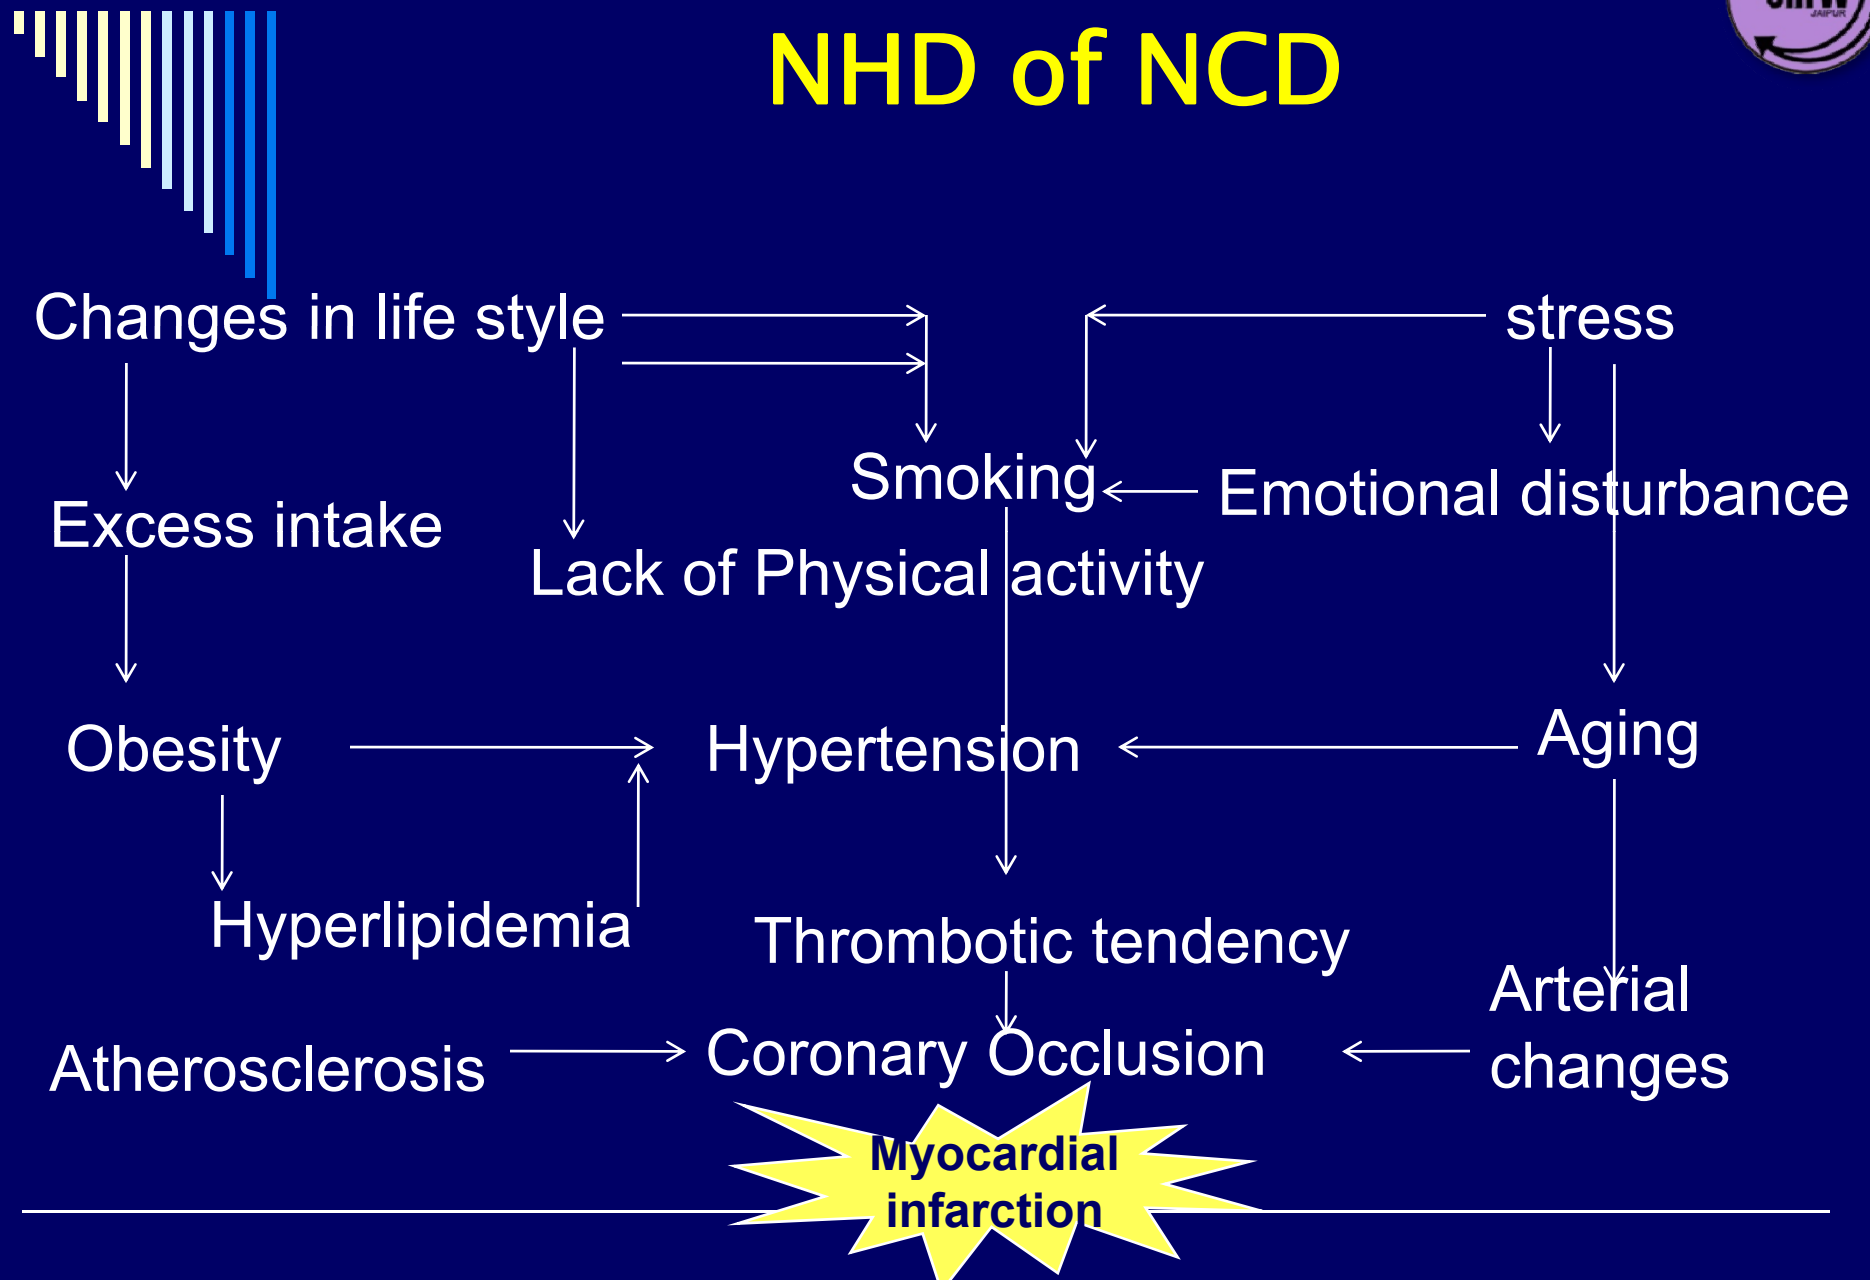 NHD of NCD
JAIPUR
Changes in life style
stress
Smoking
Emotional disturbance
Excess intake
Lack of Physical activity
Obesity
Hypertension
Aging
Hyperlipidemia
Thrombotic tendency
Arterial
changes
Atherosclerosis
Coronary Occlusion
Myocardial
infarction